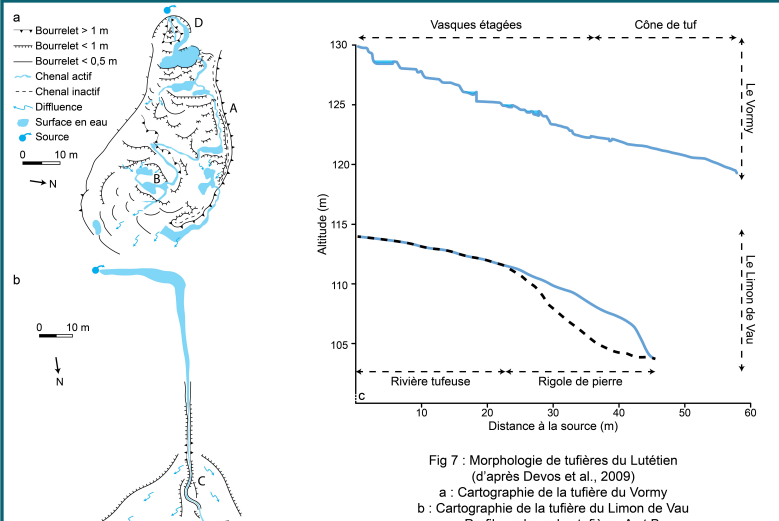 a
D
Bourrelet > 1 m
Bourrelet < 1 m
Bourrelet < 0,5 m
Chenal actif
Chenal inactif
Diffluence
Surface en eau
Source
0 10 m
N
A
B
b
0 10 m
N
C
Vasques étagées
Cône de tuf
130
125
120
115
110
105
Altitude (m)
Le Vormy
Le Limon de Vau
Rivière tufeuse
Rigole de pierre
c
10 20 30 40 50 60
Distance à la source (m)
Fig 7 : Morphologie de tufières du Lutétien
(d'après Devos et al., 2009)
a : Cartographie de la tufière du Vormy
b : Cartographie de la tufière du Limon de Vau